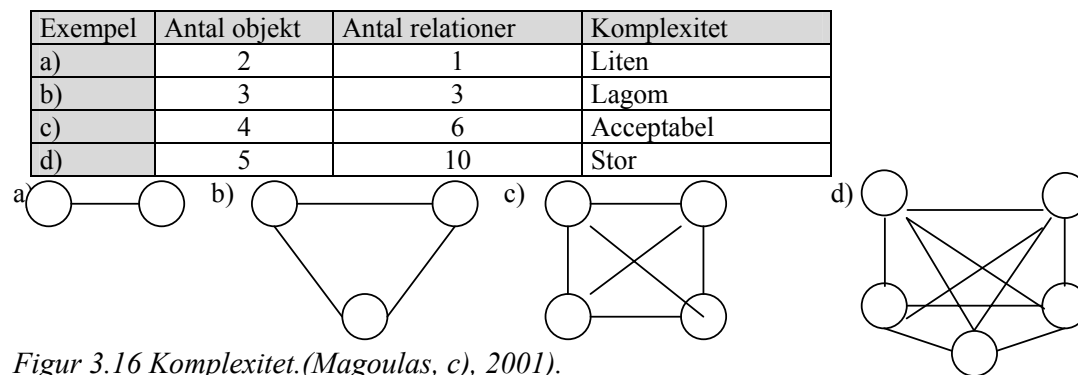 Exempel Antal objekt Antal relationer Komplexitet
a) 2 1 Liten
b) 3 3 Lagom
c) 4 6 Acceptabel
d) 5 10 Stor
a) b) c) d)
Figur 3.16 Komplexitet.(Magoulas, c), 2001).